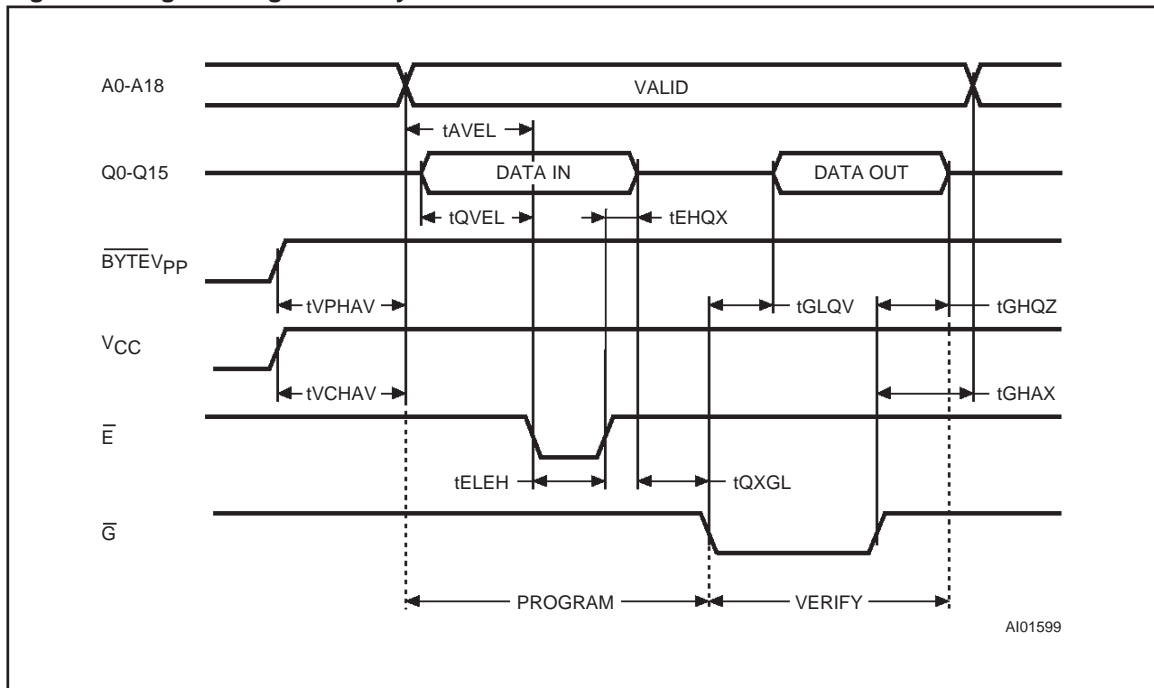 A0-A18
VALID
tAVEL
Q0-Q15
DATA IN
DATA OUT
tQVEL
tEHQX
BYTEVPP
tVPHAV
tGLQV
tGHQZ
VCC
tVCHAV
tGHAX
E
tELEH
tQXGL
G
PROGRAM
VERIFY
AI01599